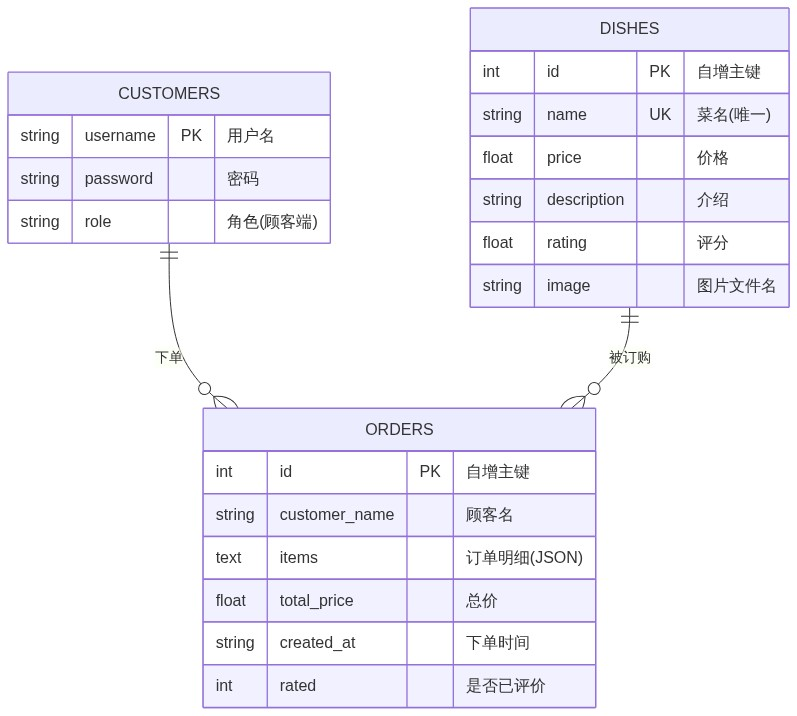 DISHES
int id PK 自增主键
string name UK 菜名(唯一)
float price 价格
string description 介绍
float rating 评分
string image 图片文件名
CUSTOMERS
string username PK 用户名
string password 密码
string role 角色(顾客端)
下单
被订购
ORDERS
int id PK 自增主键
string customer_name 顾客名
text items 订单明细(JSON)
float total_price 总价
string created_at 下单时间
int rated 是否已评价